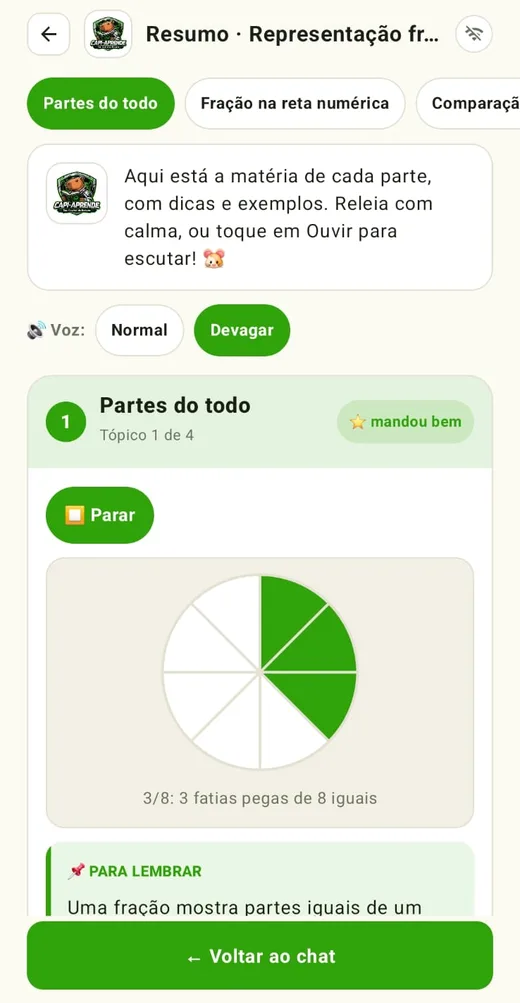 Resumo · Representação fr...
Partes do todo
Fração na reta numérica
Comparaçã
CAPI-APRENDE
Aqui está a matéria de cada parte,
com dicas e exemplos. Releia com
calma, ou toque em Ouvir para
escutar! 🐹
🔊 Voz:
Normal
Devagar
1
Partes do todo
Tópico 1 de 4
⭐ mandou bem
⏹️ Parar
3/8: 3 fatias pegas de 8 iguais
📌 PARA LEMBRAR
Uma fração mostra partes iguais de um
← Voltar ao chat